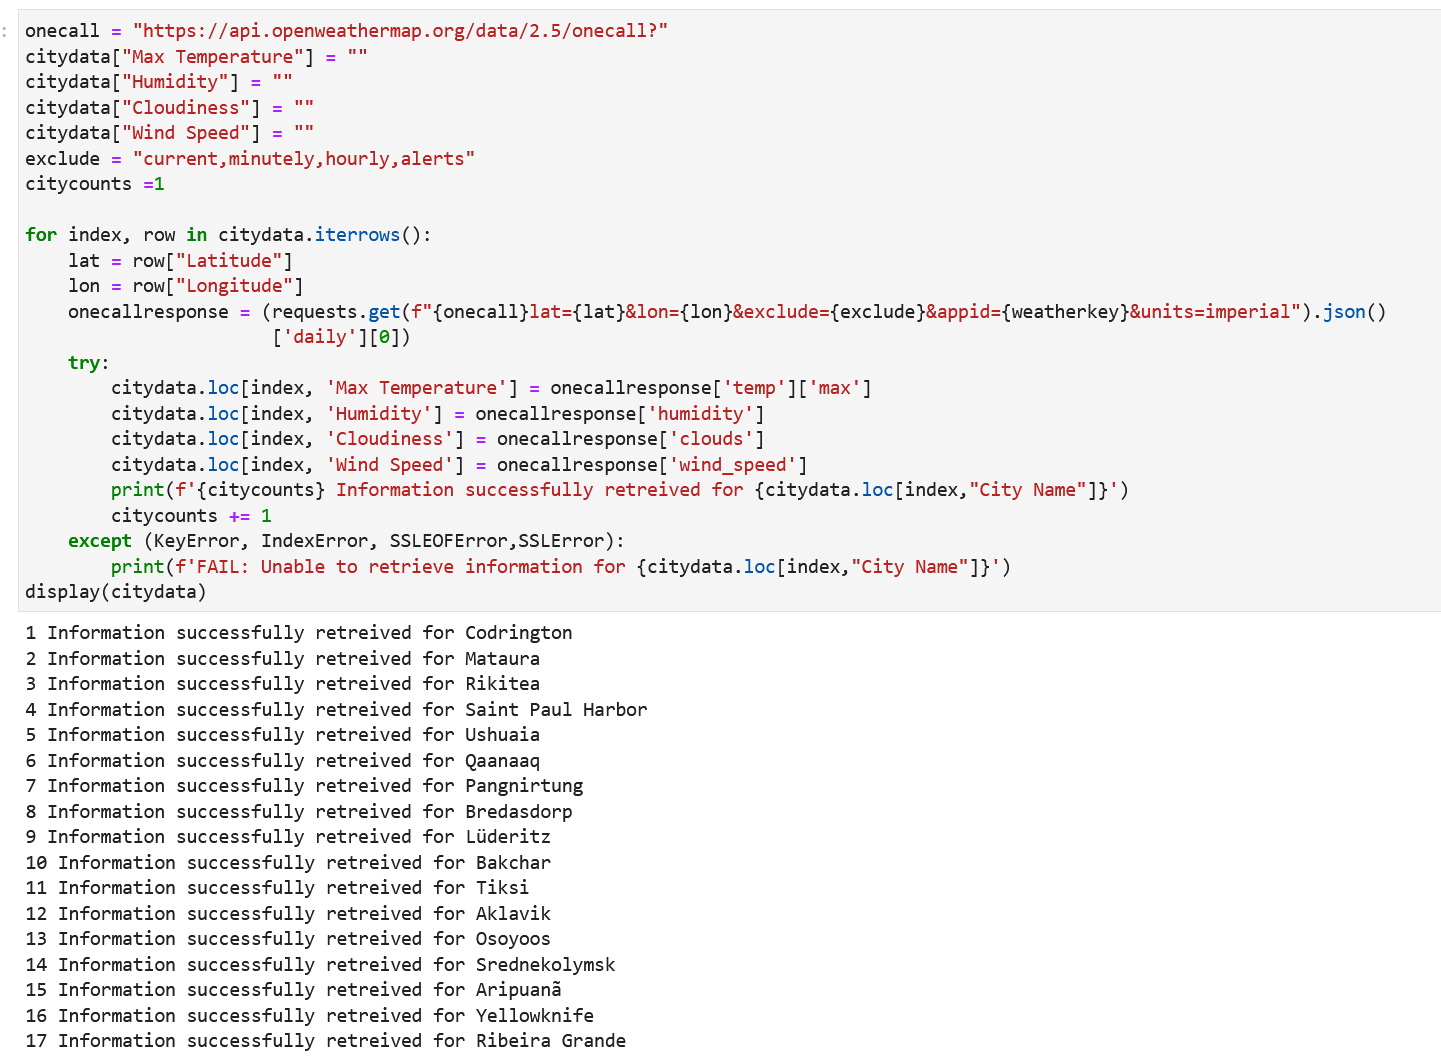 :
onecall = "https://api.openweathermap.org/data/2.5/onecall?"
citydata["Max Temperature"] = ""
citydata["Humidity"] = ""
citydata["Cloudiness"] = ""
citydata["Wind Speed"] = ""
exclude = "current,minutely,hourly,alerts"
citycounts =1
for index, row in citydata.iterrows():
    lat = row["Latitude"]
    lon = row["Longitude"]
    onecallresponse = (requests.get(f"{onecall}lat={lat}&lon={lon}&exclude={exclude}&appid={weatherkey}&units=imperial").json()
                       ['daily'][0])
    try:
        citydata.loc[index, 'Max Temperature'] = onecallresponse['temp']['max']
        citydata.loc[index, 'Humidity'] = onecallresponse['humidity']
        citydata.loc[index, 'Cloudiness'] = onecallresponse['clouds']
        citydata.loc[index, 'Wind Speed'] = onecallresponse['wind_speed']
        print(f'{citycounts} Information successfully retreived for {citydata.loc[index,"City Name"]}')
        citycounts += 1
    except (KeyError, IndexError, SSLEOFError,SSLError):
        print(f'FAIL: Unable to retrieve information for {citydata.loc[index,"City Name"]}')
display(citydata)
1 Information successfully retreived for Codrington
2 Information successfully retreived for Mataura
3 Information successfully retreived for Rikitea
4 Information successfully retreived for Saint Paul Harbor
5 Information successfully retreived for Ushuaia
6 Information successfully retreived for Qaanaaq
7 Information successfully retreived for Pangnirtung
8 Information successfully retreived for Bredasdorp
9 Information successfully retreived for Lüderitz
10 Information successfully retreived for Bakchar
11 Information successfully retreived for Tiksi
12 Information successfully retreived for Aklavik
13 Information successfully retreived for Osoyoos
14 Information successfully retreived for Srednekolymsk
15 Information successfully retreived for Aripuanã
16 Information successfully retreived for Yellowknife
17 Information successfully retreived for Ribeira Grande